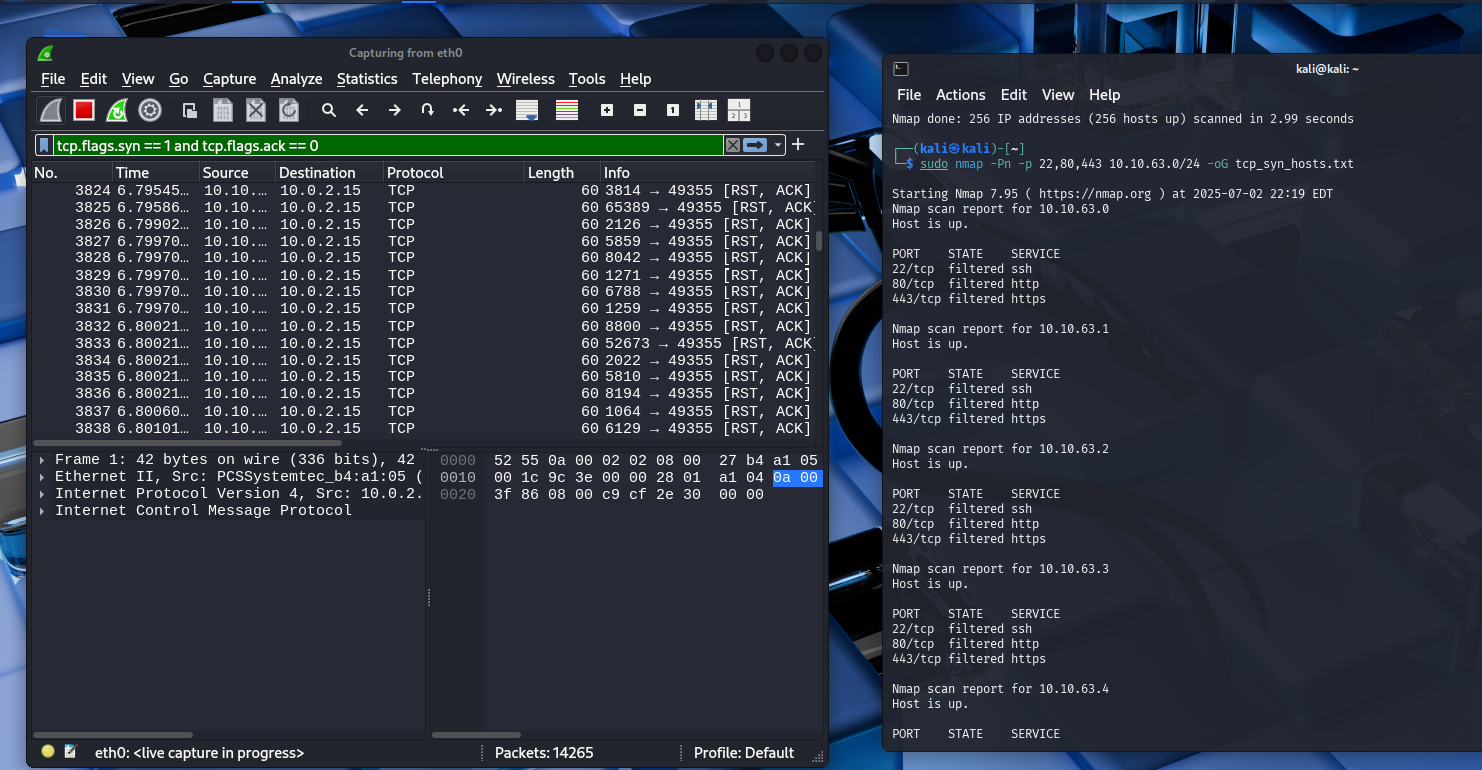 Capturing from eth0
File Edit View Go Capture Analyze Statistics Telephony Wireless Tools Help
tcp.flags.syn == 1 and tcp.flags.ack == 0
No. Time Source Destination Protocol Length Info
3824 6.79545… 10.10.… 10.0.2.15 TCP 60 3814 → 49355 [RST, ACK]
3825 6.79586… 10.10.… 10.0.2.15 TCP 60 65389 → 49355 [RST, ACK]
3826 6.79902… 10.10.… 10.0.2.15 TCP 60 2126 → 49355 [RST, ACK]
3827 6.79970… 10.10.… 10.0.2.15 TCP 60 5859 → 49355 [RST, ACK]
3828 6.79970… 10.10.… 10.0.2.15 TCP 60 8042 → 49355 [RST, ACK]
3829 6.79970… 10.10.… 10.0.2.15 TCP 60 1271 → 49355 [RST, ACK]
3830 6.79970… 10.10.… 10.0.2.15 TCP 60 6788 → 49355 [RST, ACK]
3831 6.79970… 10.10.… 10.0.2.15 TCP 60 1259 → 49355 [RST, ACK]
3832 6.80021… 10.10.… 10.0.2.15 TCP 60 8800 → 49355 [RST, ACK]
3833 6.80021… 10.10.… 10.0.2.15 TCP 60 52673 → 49355 [RST, ACK]
3834 6.80021… 10.10.… 10.0.2.15 TCP 60 2022 → 49355 [RST, ACK]
3835 6.80021… 10.10.… 10.0.2.15 TCP 60 5810 → 49355 [RST, ACK]
3836 6.80021… 10.10.… 10.0.2.15 TCP 60 8194 → 49355 [RST, ACK]
3837 6.80060… 10.10.… 10.0.2.15 TCP 60 1064 → 49355 [RST, ACK]
3838 6.80101… 10.10.… 10.0.2.15 TCP 60 6129 → 49355 [RST, ACK]
Frame 1: 42 bytes on wire (336 bits), 42
Ethernet II, Src: PCSSystemtec_b4:a1:05 (
Internet Protocol Version 4, Src: 10.0.2.
Internet Control Message Protocol
0000 52 55 0a 00 02 02 08 00 27 b4 a1 05
0010 00 1c 9c 3e 00 00 28 01 a1 04 0a 00
0020 3f 86 08 00 c9 cf 2e 30 00 00
eth0: <live capture in progress>
Packets: 14265
Profile: Default
kali@kali: ~
File Actions Edit View Help
Nmap done: 256 IP addresses (256 hosts up) scanned in 2.99 seconds
┌──(kali㉿kali)-[~]
└─$ sudo nmap -Pn -p 22,80,443 10.10.63.0/24 -oG tcp_syn_hosts.txt
Starting Nmap 7.95 ( https://nmap.org ) at 2025-07-02 22:19 EDT
Nmap scan report for 10.10.63.0
Host is up.
PORT STATE SERVICE
22/tcp filtered ssh
80/tcp filtered http
443/tcp filtered https
Nmap scan report for 10.10.63.1
Host is up.
PORT STATE SERVICE
22/tcp filtered ssh
80/tcp filtered http
443/tcp filtered https
Nmap scan report for 10.10.63.2
Host is up.
PORT STATE SERVICE
22/tcp filtered ssh
80/tcp filtered http
443/tcp filtered https
Nmap scan report for 10.10.63.3
Host is up.
PORT STATE SERVICE
22/tcp filtered ssh
80/tcp filtered http
443/tcp filtered https
Nmap scan report for 10.10.63.4
Host is up.
PORT STATE SERVICE